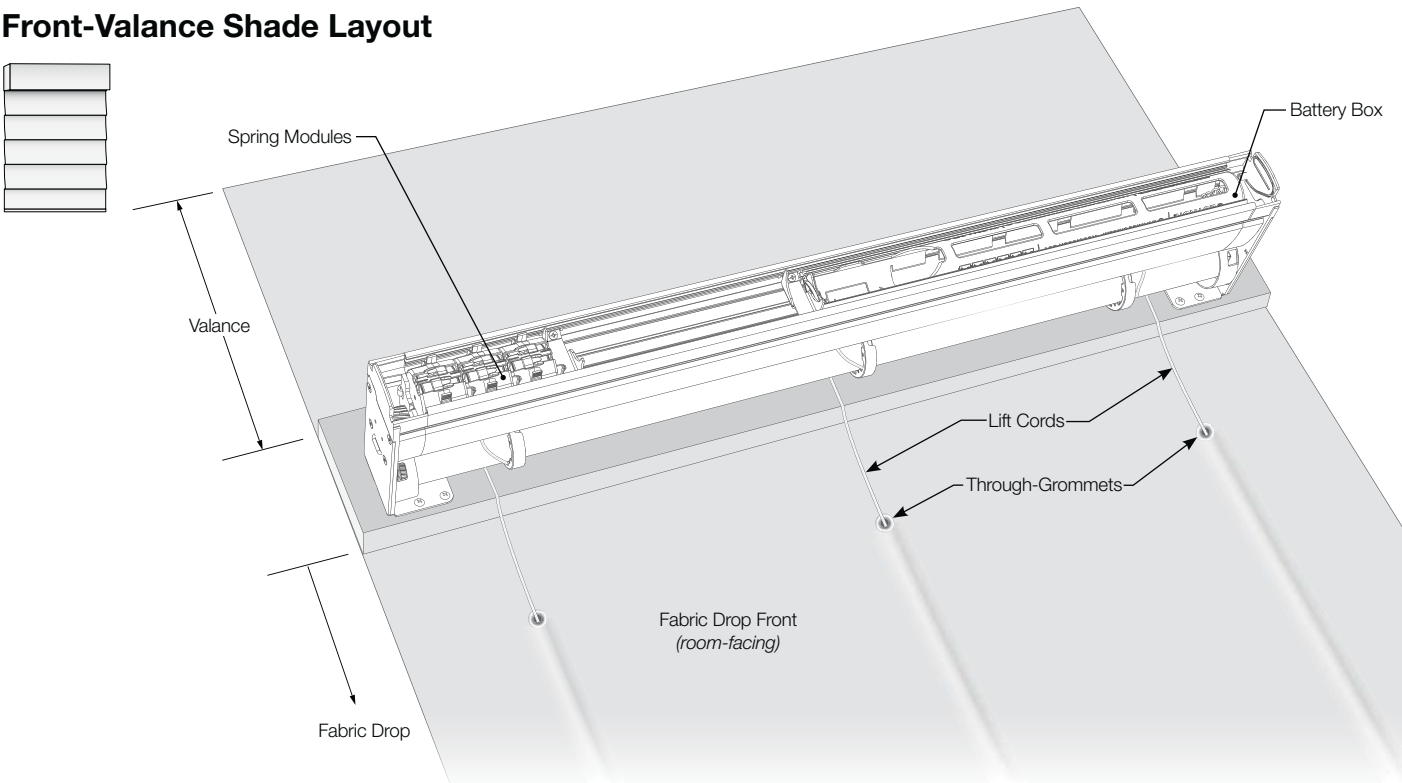 Front-Valance Shade Layout
Battery Box
Spring Modules
Valance
Lift Cords
Through-Grommets
Fabric Drop Front
(room-facing)
Fabric Drop